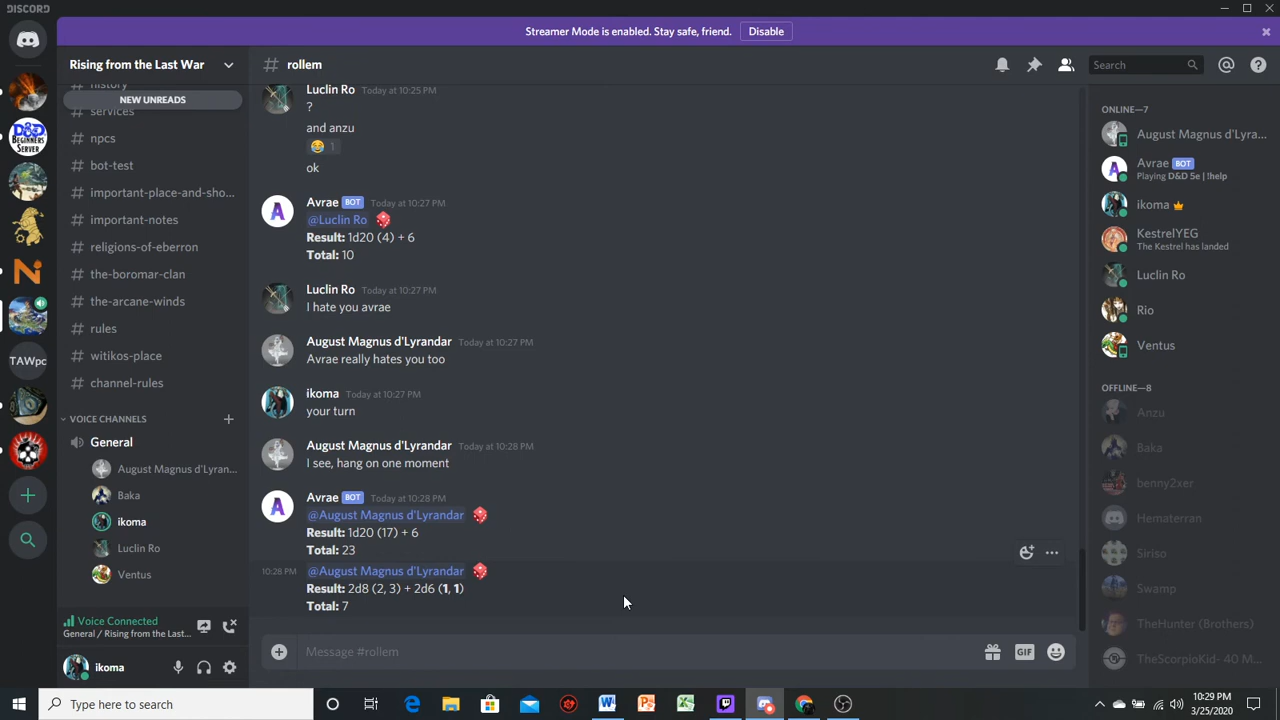 DISCORD
Streamer Mode is enabled. Stay safe, friend. Disable
Rising from the Last War
history
NEW UNREADS
services
npcs
bot-test
important-place-and-sho...
important-notes
religions-of-eberron
the-boromar-clan
the-arcane-winds
rules
witikos-place
channel-rules
VOICE CHANNELS
General
August Magnus d'Lyran...
Baka
ikoma
Luclin Ro
Ventus
Voice Connected
General / Rising from the Last...
ikoma
D&D
BEGINNERS
SERVER
TAWpc
# rollem
Search
Luclin Ro Today at 10:25 PM
?
and anzu
1
ok
Avrae BOT Today at 10:27 PM
@Luclin Ro
Result: 1d20 (4) + 6
Total: 10
Luclin Ro Today at 10:27 PM
I hate you avrae
August Magnus d'Lyrandar Today at 10:27 PM
Avrae really hates you too
ikoma Today at 10:27 PM
your turn
August Magnus d'Lyrandar Today at 10:28 PM
I see, hang on one moment
Avrae BOT Today at 10:28 PM
@August Magnus d'Lyrandar
Result: 1d20 (17) + 6
Total: 23
10:28 PM @August Magnus d'Lyrandar
Result: 2d8 (2, 3) + 2d6 (1, 1)
Total: 7
Message #rollem
GIF
ONLINE—7
August Magnus d'Lyra...
Avrae BOT
Playing D&D 5e | !help
ikoma
KestrelYEG
The Kestrel has landed
Luclin Ro
Rio
Ventus
OFFLINE—8
Anzu
Baka
benny2xer
Hematerran
Siriso
Swamp
TheHunter (Brothers)
TheScorpioKid- 40 M...
Type here to search
10:29 PM
3/25/2020